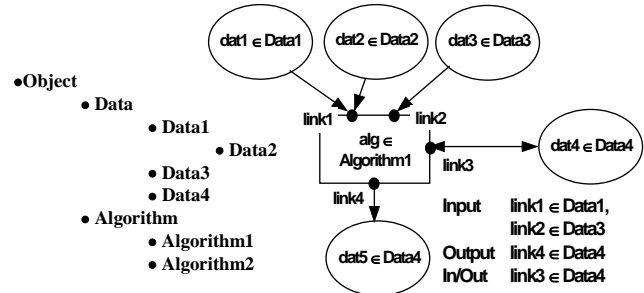 •Object
• Data
• Data1
• Data2
• Data3
• Data4
• Algorithm
• Algorithm1
• Algorithm2
dat1 ∈ Data1
dat2 ∈ Data2
dat3 ∈ Data3
link1
link2
alg ∈
Algorithm1
link3
dat4 ∈ Data4
link4
dat5 ∈ Data4
Input link1 ∈ Data1,
link2 ∈ Data3
Output link4 ∈ Data4
In/Out link3 ∈ Data4